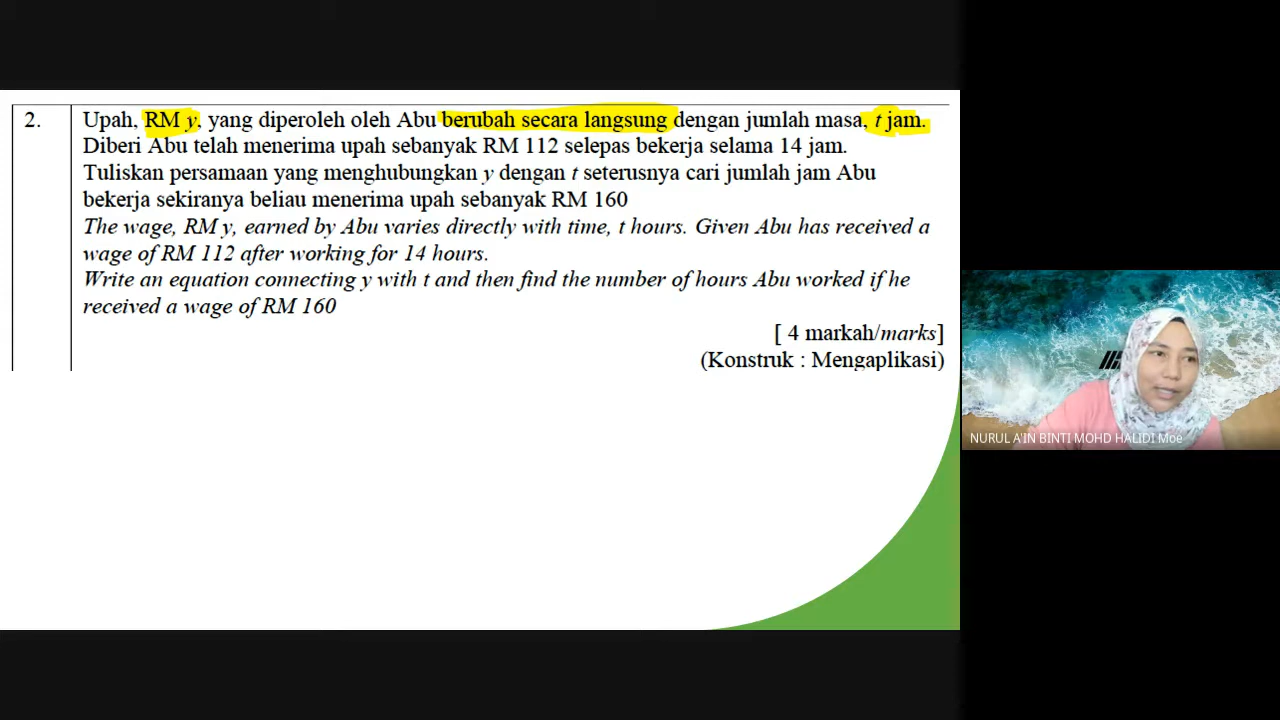 2.
Upah, RM y, yang diperoleh oleh Abu berubah secara langsung dengan jumlah masa, t jam.
Diberi Abu telah menerima upah sebanyak RM 112 selepas bekerja selama 14 jam.
Tuliskan persamaan yang menghubungkan y dengan t seterusnya cari jumlah jam Abu
bekerja sekiranya beliau menerima upah sebanyak RM 160
The wage, RM y, earned by Abu varies directly with time, t hours. Given Abu has received a
wage of RM 112 after working for 14 hours.
Write an equation connecting y with t and then find the number of hours Abu worked if he
received a wage of RM 160
[ 4 markah/marks]
(Konstruk : Mengaplikasi)
NURUL A'IN BINTI MOHD HALIDI Moe